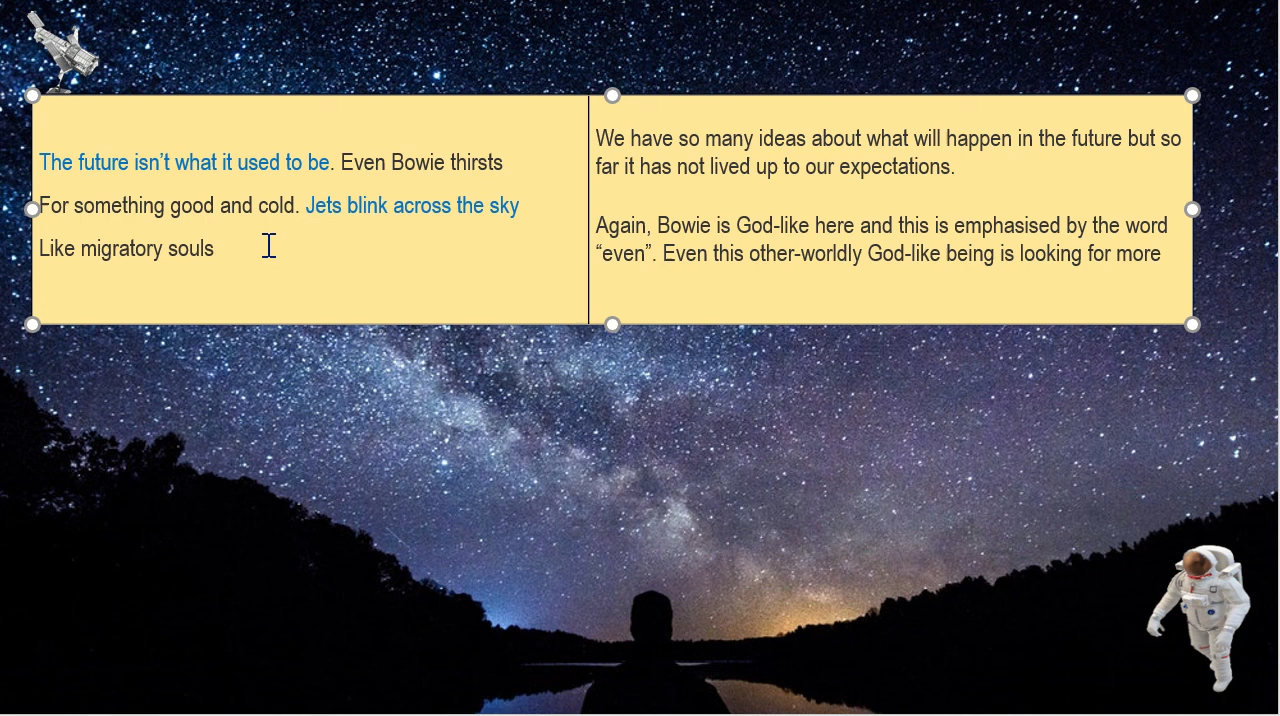 The future isn’t what it used to be. Even Bowie thirsts
For something good and cold. Jets blink across the sky
Like migratory souls
We have so many ideas about what will happen in the future but so
far it has not lived up to our expectations.
Again, Bowie is God-like here and this is emphasised by the word
“even”. Even this other-worldly God-like being is looking for more